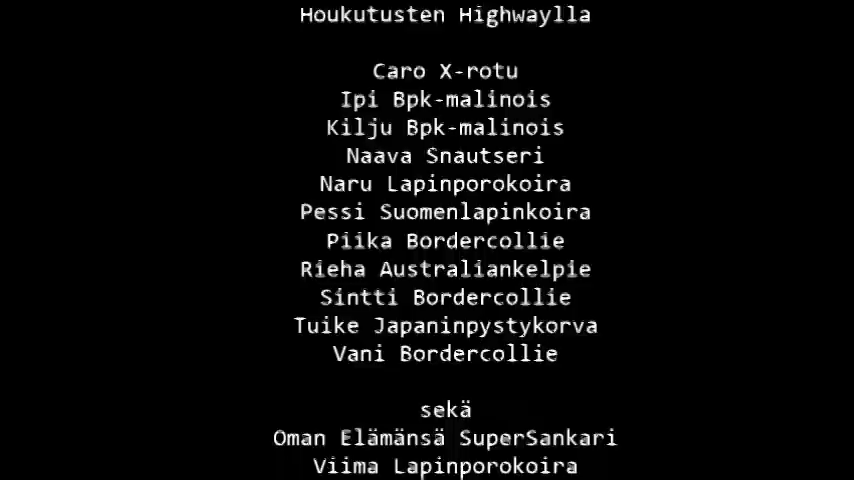 Houkutusten Highwaylla
Caro X-rotu
Ipi Bpk-malinois
Kilju Bpk-malinois
Naava Snautseri
Naru Lapinporokoira
Pessi Suomenlapinkoira
Piika Bordercollie
Rieha Australiankelpie
Sintti Bordercollie
Tuike Japaninpystykorva
Vani Bordercollie
sekä
Oman Elämänsä SuperSankari
Viima Lapinporokoira